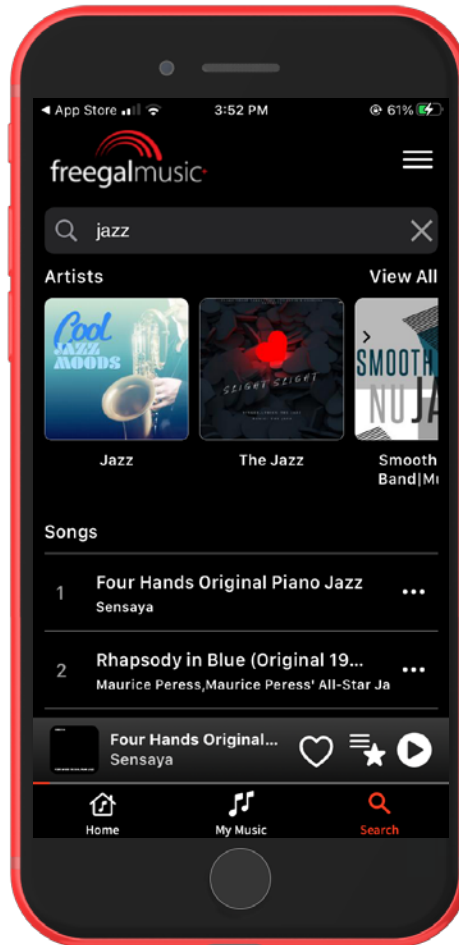 ◀ App Store 3:52 PM 61%
freegalmusic
jazz
Artists View All
Cool
JAZZ
MOODS
SLIGHT SLIGHT
SMOOTH
NU JA
Jazz The Jazz Smooth
Band|Mu
Songs
1 Four Hands Original Piano Jazz •••
Sensaya
2 Rhapsody in Blue (Original 19... •••
Maurice Peress,Maurice Peress' All-Star Ja
Four Hands Original...
Sensaya
Home My Music Search